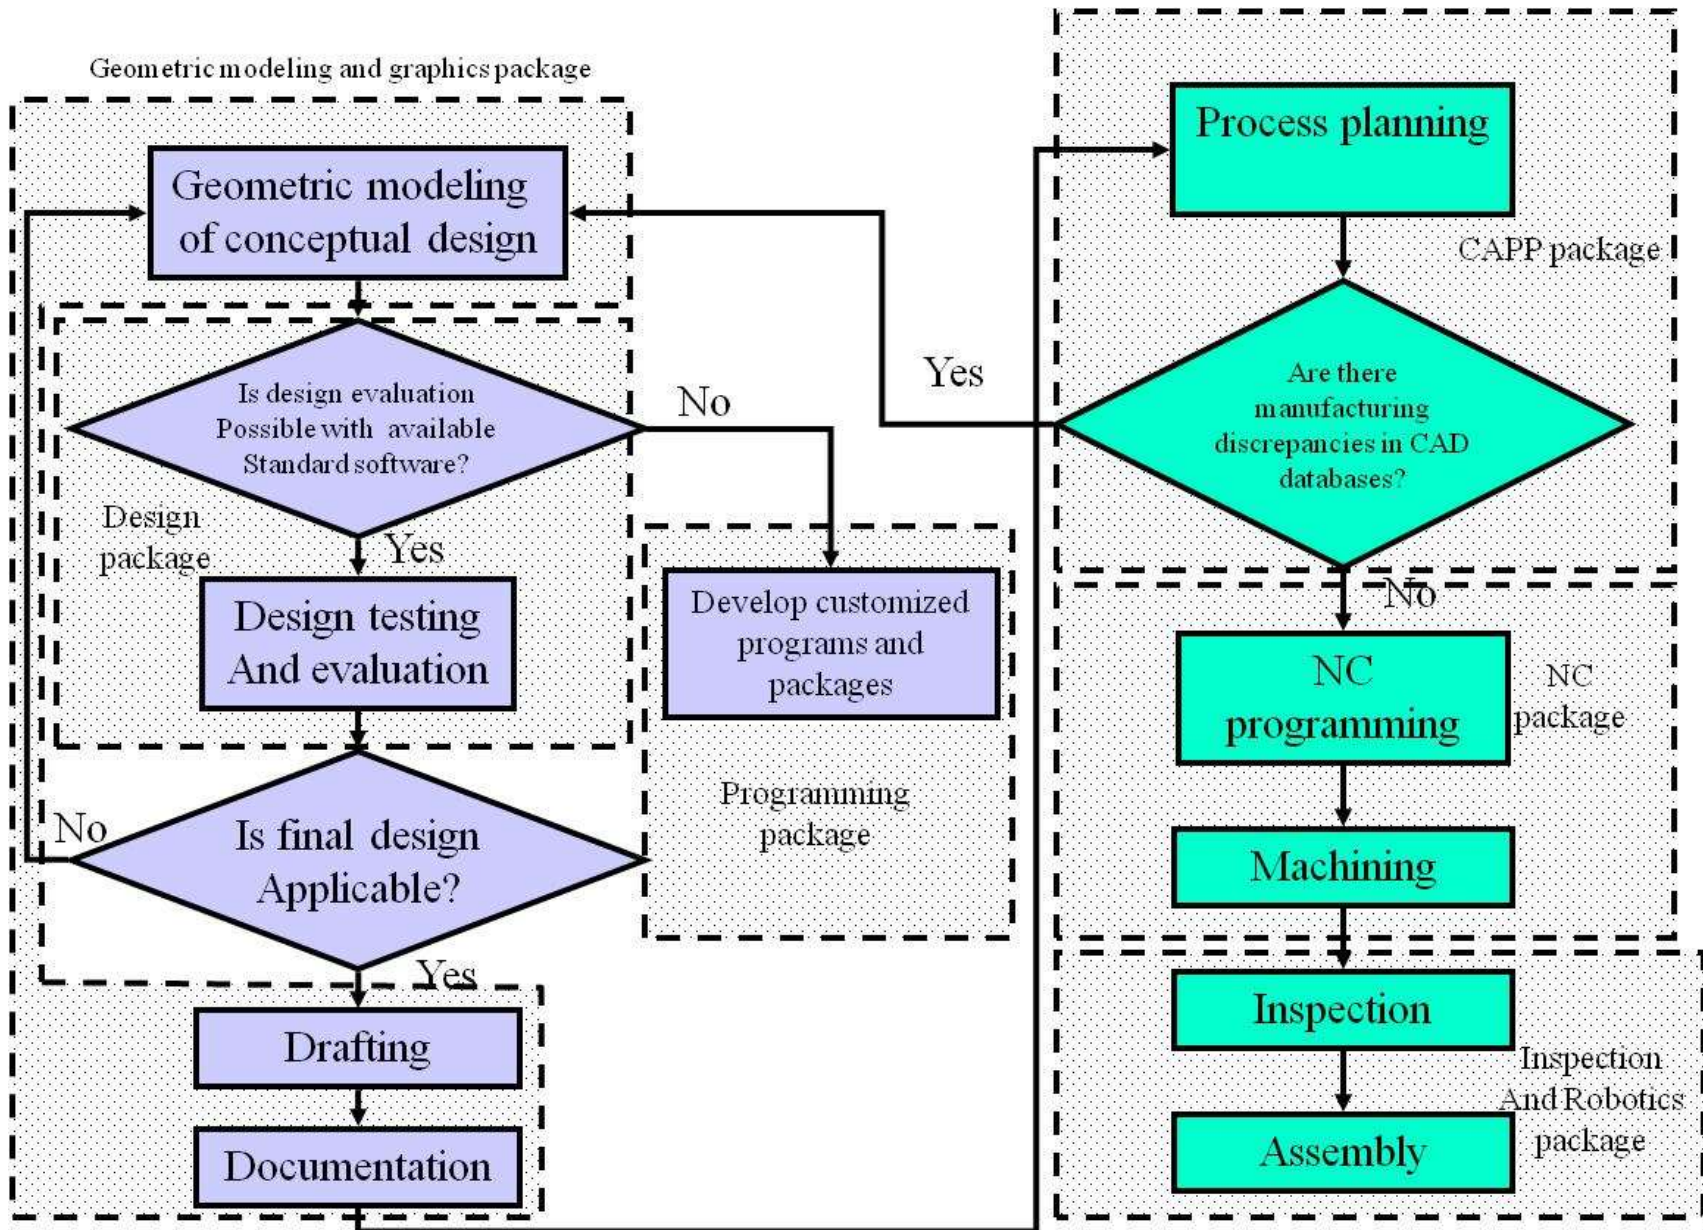 Geometric modeling and graphics package
Geometric modeling
of conceptual design
Is design evaluation
Possible with available
Standard software?
No
Design
package
Yes
Design testing
And evaluation
Develop customized
programs and
packages
Programming
package
No
Is final design
Applicable?
Yes
Drafting
Documentation
Process planning
CAPP package
Yes
Are there
manufacturing
discrepancies in CAD
databases?
No
NC
programming
NC
package
Machining
Inspection
Inspection
And Robotics
package
Assembly